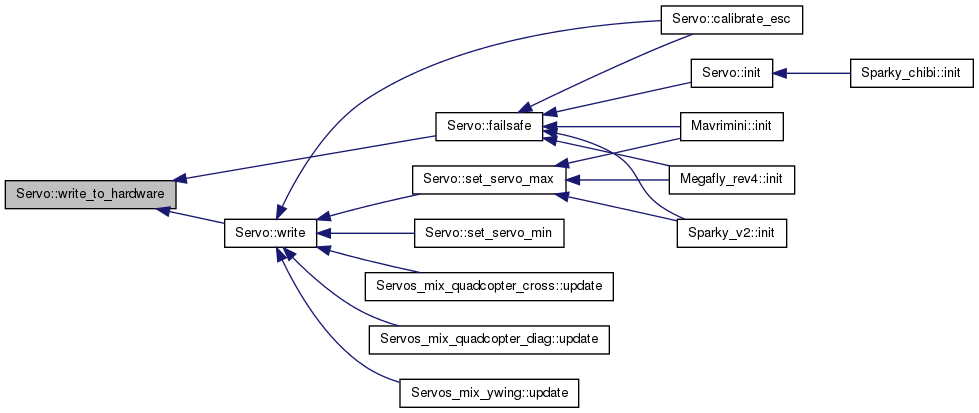 Servo::calibrate_esc
Servo::init
Sparky_chibi::init
Servo::failsafe
Mavrimini::init
Servo::set_servo_max
Megafly_rev4::init
Servo::write_to_hardware
Servo::write
Servo::set_servo_min
Sparky_v2::init
Servos_mix_quadcopter_cross::update
Servos_mix_quadcopter_diag::update
Servos_mix_ywing::update